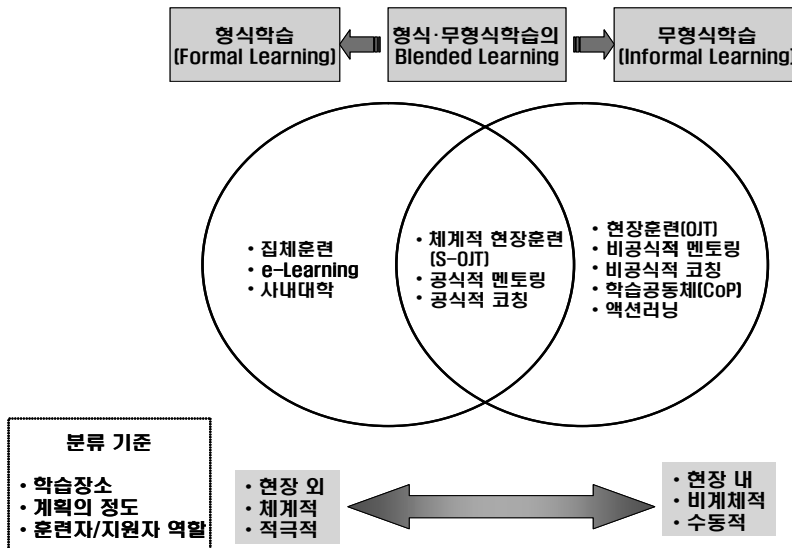 형식학습
(Formal Learning)
형식·무형식학습의
Blended Learning
무형식학습
(Informal Learning)
• 집체훈련
• e-Learning
• 사내대학
• 체계적 현장훈련
(S-OJT)
• 공식적 멘토링
• 공식적 코칭
• 현장훈련(OJT)
• 비공식적 멘토링
• 비공식적 코칭
• 학습공동체(CoP)
• 액션러닝
분류 기준
• 학습장소
• 계획의 정도
• 훈련자/지원자 역할
• 현장 외
• 체계적
• 적극적
• 현장 내
• 비계체적
• 수동적